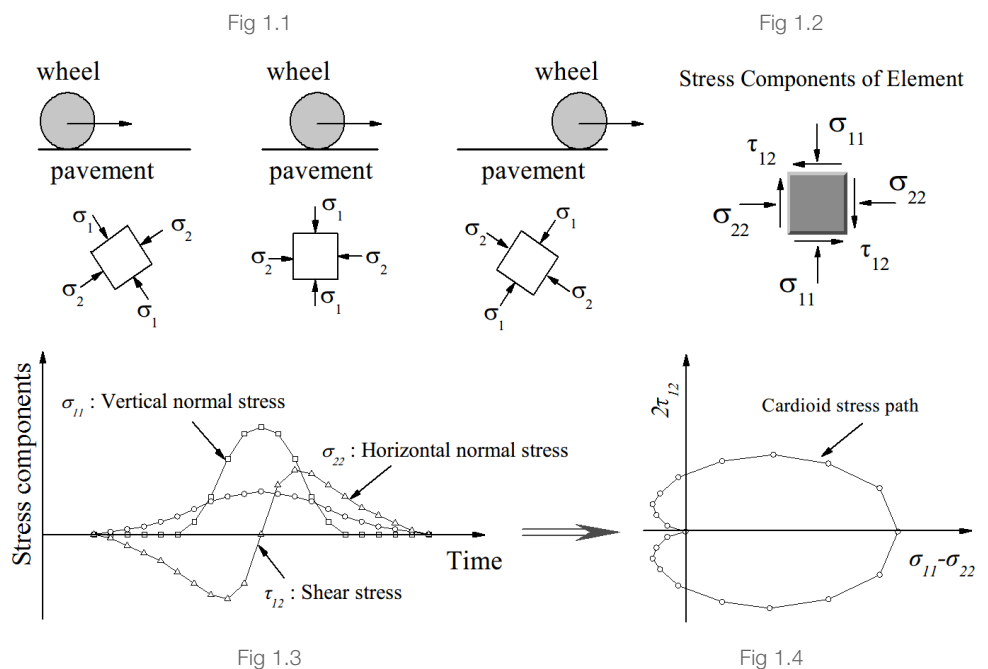 Fig 1.1
Fig 1.2
wheel
wheel
wheel
Stress Components of Element
pavement
pavement
pavement
σ₁
σ₂
σ₂
σ₁
σ₁
σ₂
σ₂
σ₁
σ₂
σ₁
σ₁
σ₂
σ₁₁
τ₁₂
σ₂₂
σ₂₂
τ₁₂
σ₁₁
Stress components
σ₁₁ : Vertical normal stress
σ₂₂ : Horizontal normal stress
τ₁₂ : Shear stress
Time
2τ₁₂
Cardioid stress path
σ₁₁-σ₂₂
Fig 1.3
Fig 1.4